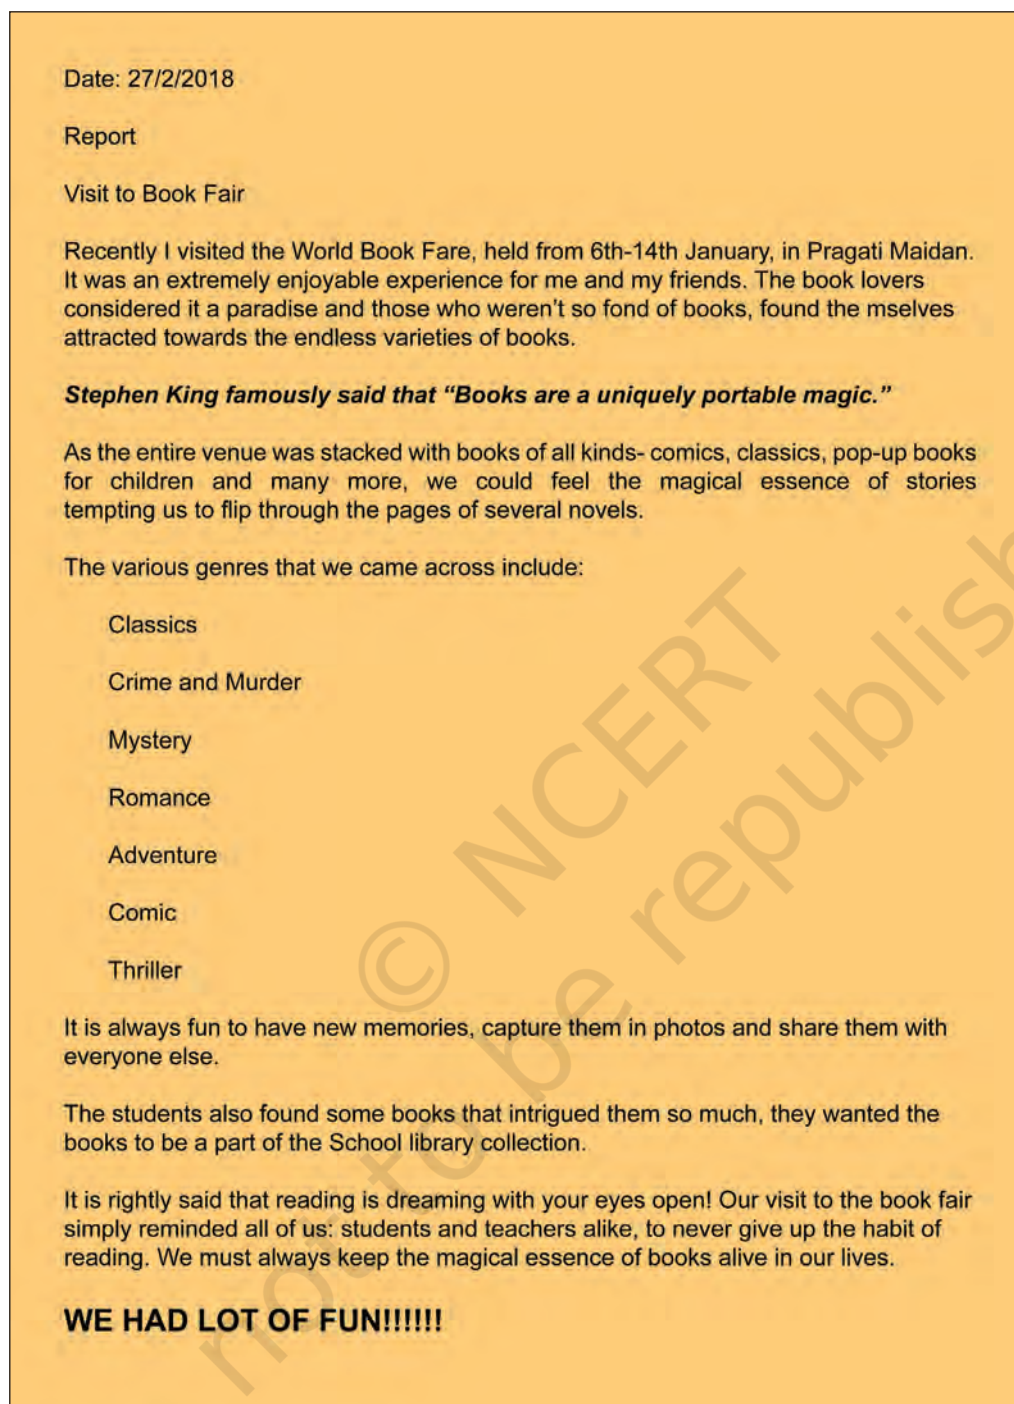 Date: 27/2/2018
Report
Visit to Book Fair
Recently I visited the World Book Fare, held from 6th-14th January, in Pragati Maidan.
It was an extremely enjoyable experience for me and my friends. The book lovers
considered it a paradise and those who weren’t so fond of books, found the mselves
attracted towards the endless varieties of books.
Stephen King famously said that “Books are a uniquely portable magic.”
As the entire venue was stacked with books of all kinds- comics, classics, pop-up books
for children and many more, we could feel the magical essence of stories
tempting us to flip through the pages of several novels.
The various genres that we came across include:
Classics
Crime and Murder
Mystery
Romance
Adventure
Comic
Thriller
It is always fun to have new memories, capture them in photos and share them with
everyone else.
The students also found some books that intrigued them so much, they wanted the
books to be a part of the School library collection.
It is rightly said that reading is dreaming with your eyes open! Our visit to the book fair
simply reminded all of us: students and teachers alike, to never give up the habit of
reading. We must always keep the magical essence of books alive in our lives.
WE HAD LOT OF FUN!!!!!!
© NCERT
not to be republish